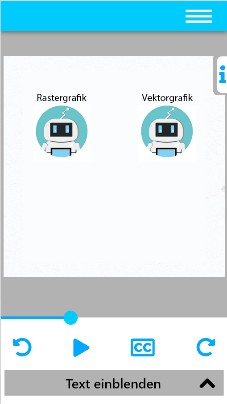 Rastergrafik Vektorgrafik
i
CC
Text einblenden